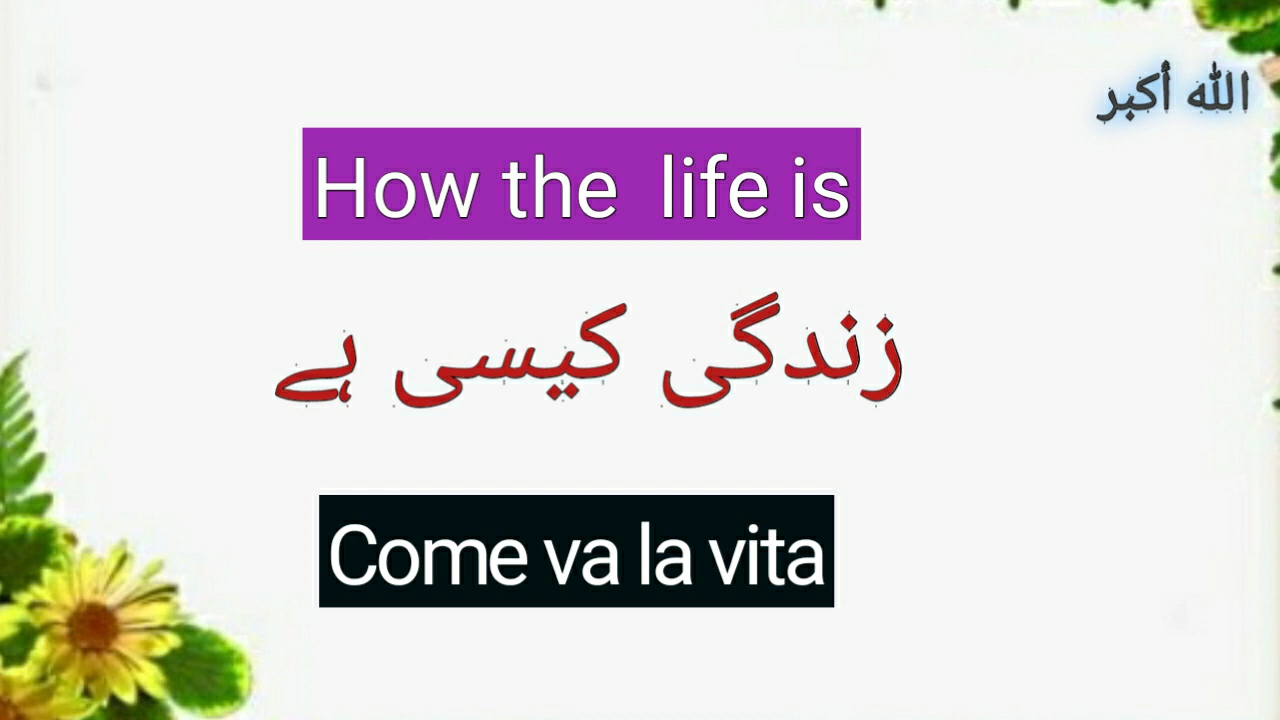 الله أكبر
How the  life is
زندگی کیسی ہے
Come va la vita